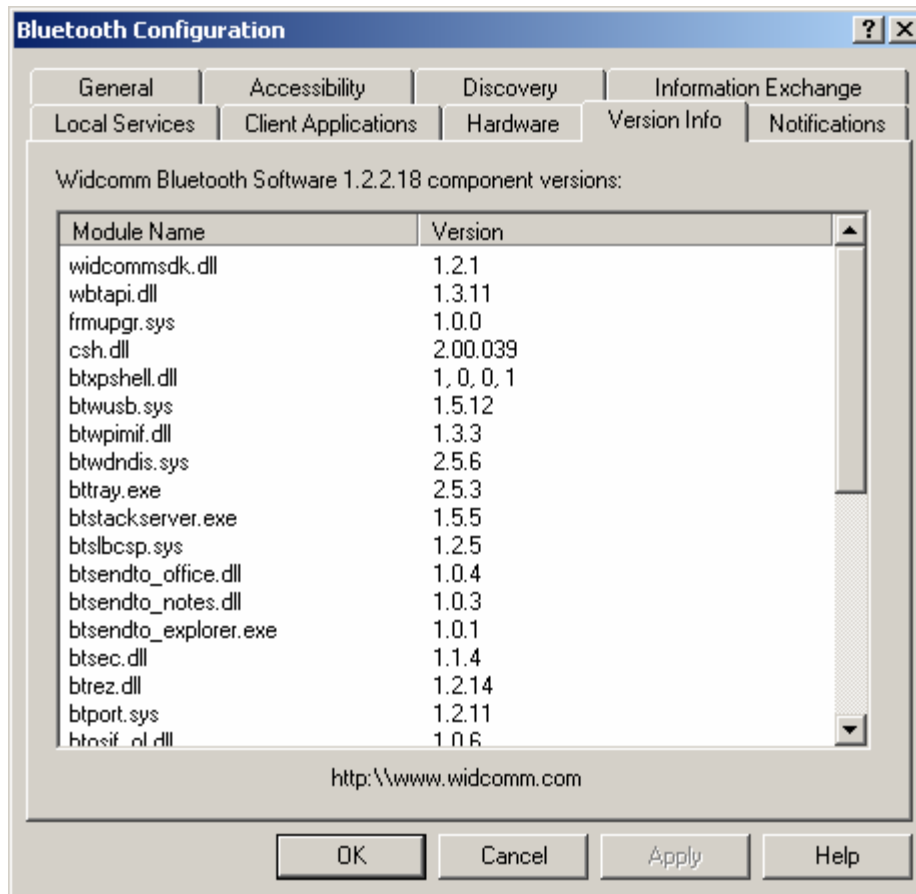 Bluetooth Configuration
General Accessibility Discovery Information Exchange
Local Services Client Applications Hardware Version Info Notifications
Widcomm Bluetooth Software 1.2.2.18 component versions:
Module Name Version
widcommsdk.dll 1.2.1
wbtapi.dll 1.3.11
frmupgr.sys 1.0.0
csh.dll 2.00.039
btxpshell.dll 1, 0, 0, 1
btwusb.sys 1.5.12
btwpimif.dll 1.3.3
btwdndis.sys 2.5.6
bttray.exe 2.5.3
btstackserver.exe 1.5.5
btslbcsp.sys 1.2.5
btsendto_office.dll 1.0.4
btsendto_notes.dll 1.0.3
btsendto_explorer.exe 1.0.1
btsec.dll 1.1.4
btrez.dll 1.2.14
btport.sys 1.2.11
btosif_ol.dll 1.0.6
http:\\www.widcomm.com
OK Cancel Apply Help